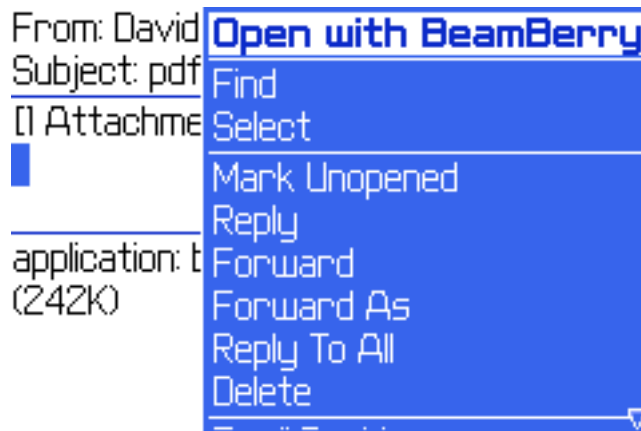 From: David
Subject: pdf
[] Attachme
application: b
(242K)
Open with BeamBerry
Find
Select
Mark Unopened
Reply
Forward
Forward As
Reply To All
Delete